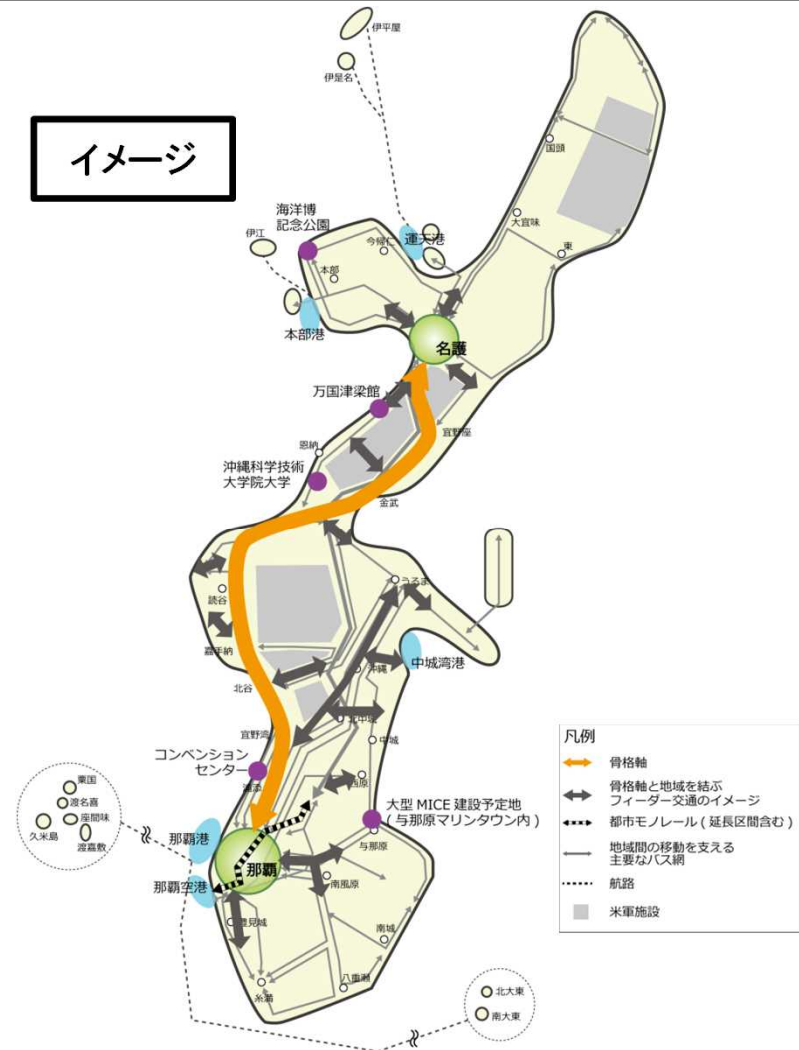 イメージ
伊平屋
伊是名
国頭
大宜味
東
海洋博
記念公園
今帰仁
運天港
伊江
本部
本部港
名護
万国津梁館
宜野座
恩納
沖縄科学技術
大学院大学
金武
うるま
読谷
嘉手納
中城湾港
沖縄
北谷
北中城
宜野湾
中城
コンベンション
センター
浦添
西原
大型 MICE 建設予定地
( 与那原マリンタウン内 )
与那原
那覇港
那覇
那覇空港
南風原
豊見城
南城
八重瀬
糸満
粟国
渡名喜
座間味
久米島
渡嘉敷
北大東
南大東
凡例
骨格軸
骨格軸と地域を結ぶ
フィーダー交通のイメージ
都市モノレール ( 延長区間含む )
地域間の移動を支える
主要なバス網
航路
米軍施設